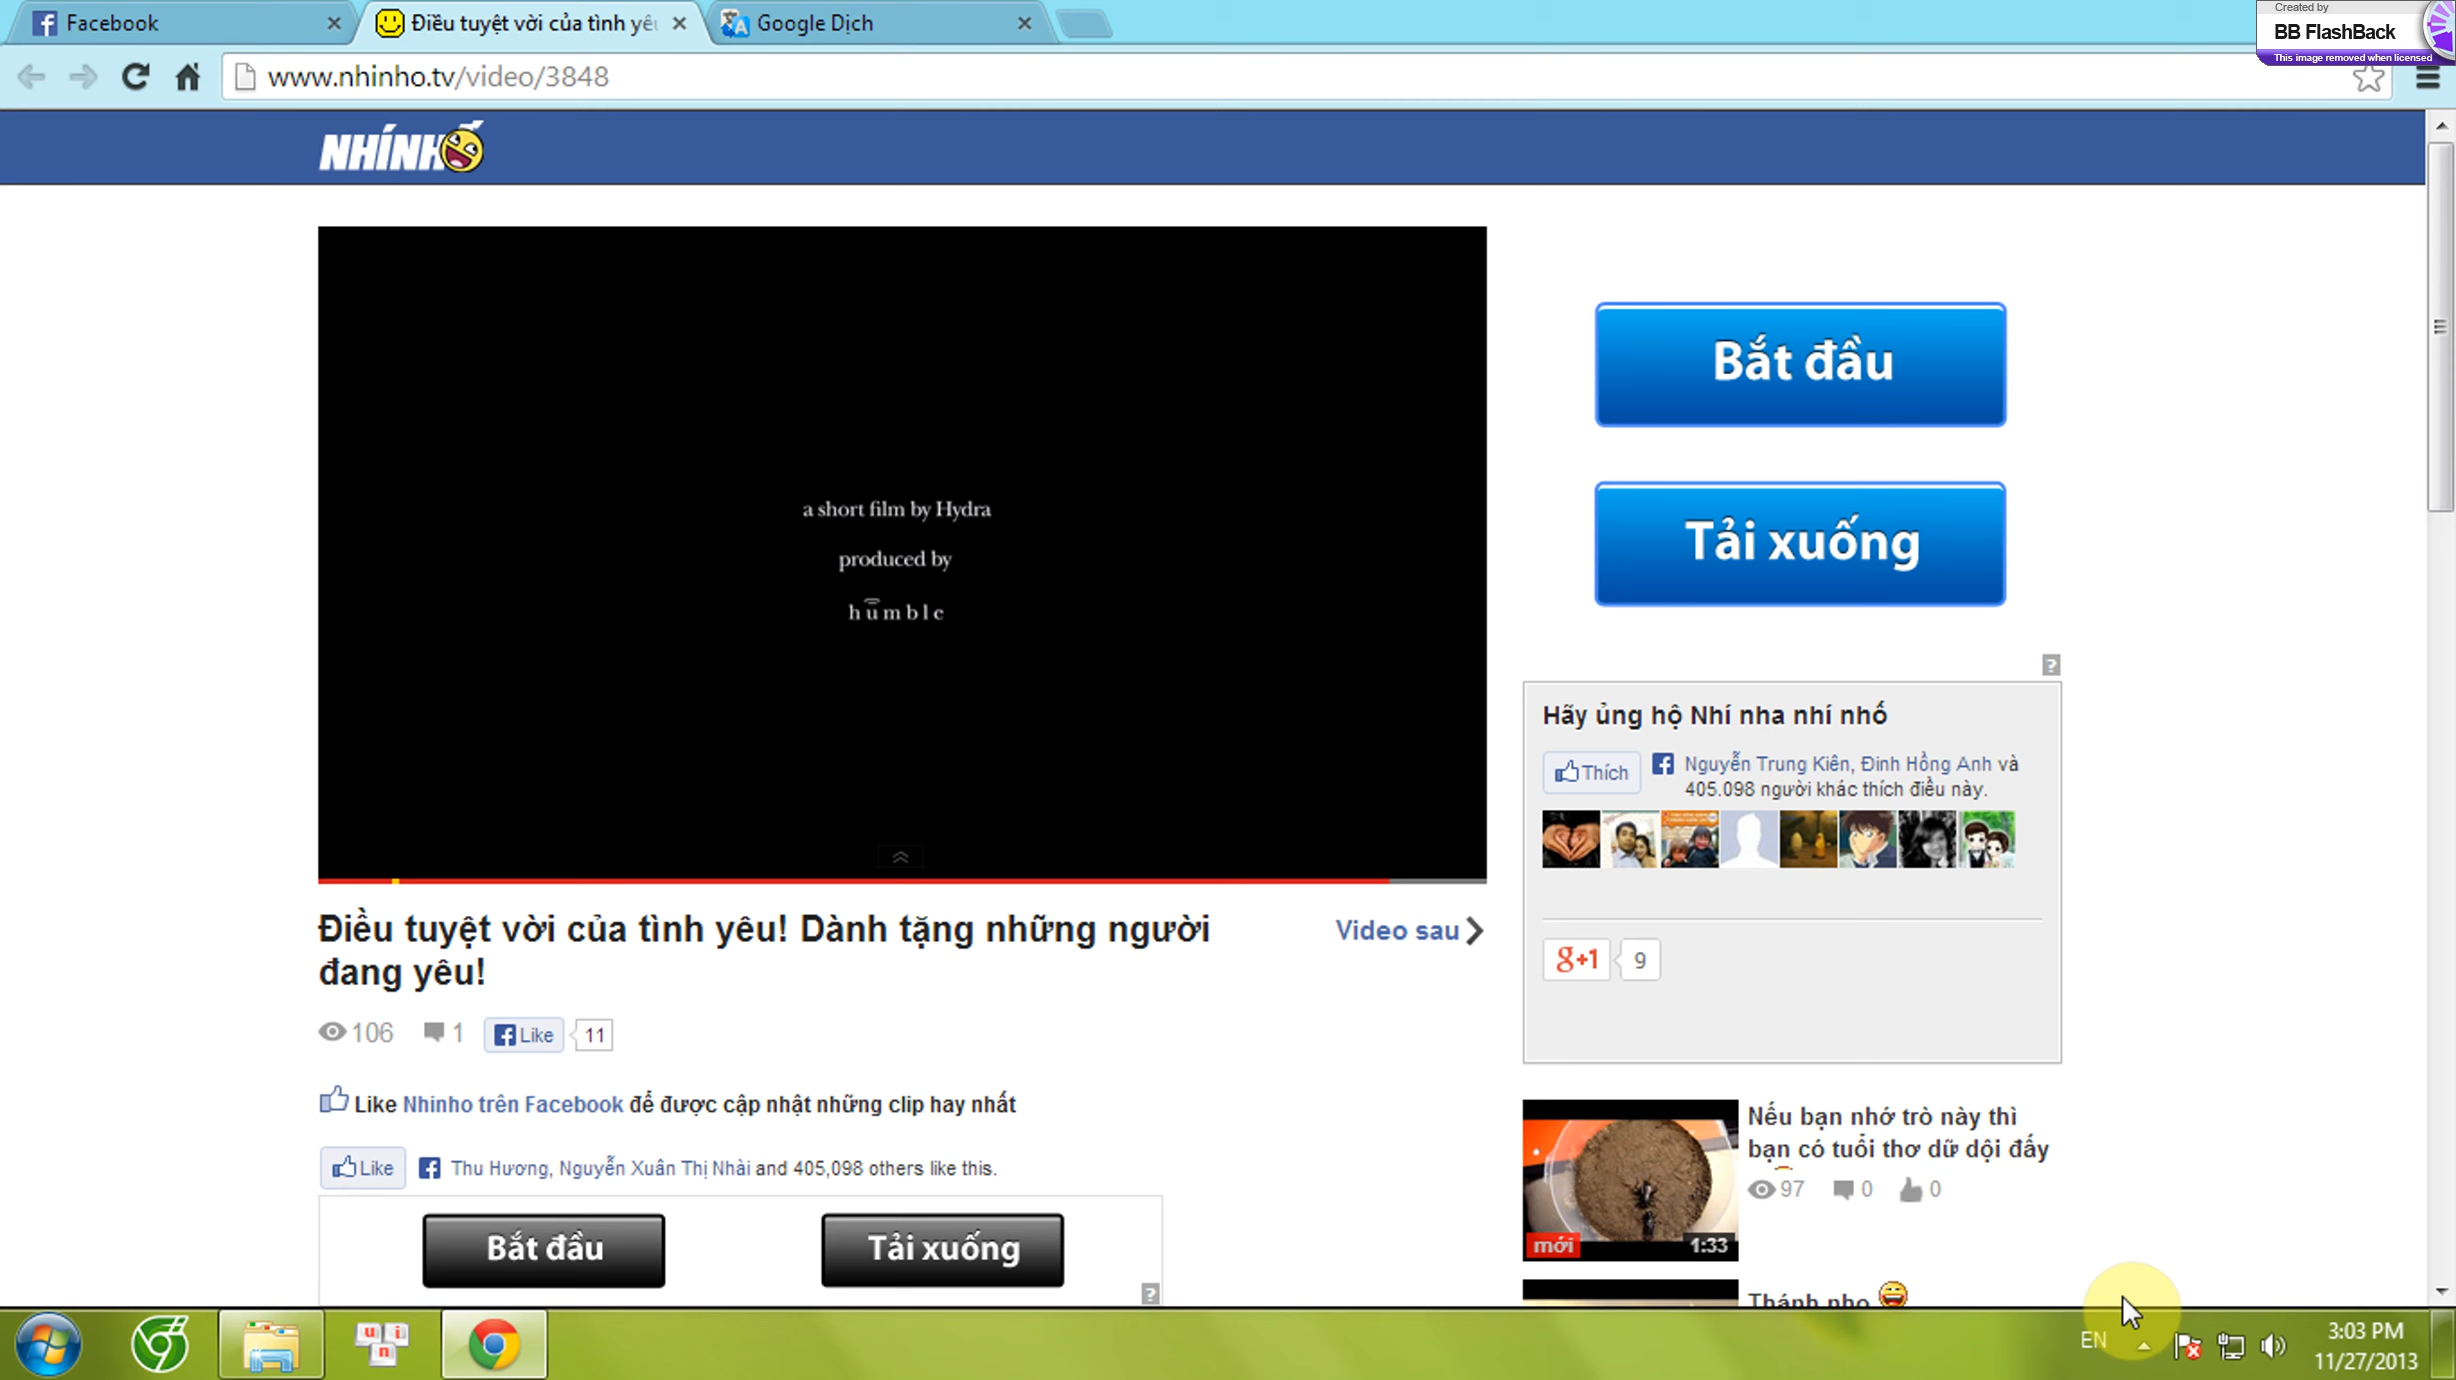 Facebook
Điều tuyệt vời của tình yêu
Google Dịch
Created by
BB FlashBack
This image removed when licensed
www.nhinho.tv/video/3848
NHÍNHỐ
a short film by Hydra
produced by
humble
Bắt đầu
Tải xuống
?
Hãy ủng hộ Nhí nha nhí nhố
Thích
Nguyễn Trung Kiên, Đinh Hồng Anh và
405.098 người khác thích điều này.
g+1
9
Điều tuyệt vời của tình yêu! Dành tặng những người
đang yêu!
Video sau
106
1
Like
11
Like Nhinho trên Facebook để được cập nhật những clip hay nhất
Like
Thu Hương, Nguyễn Xuân Thị Nhài and 405,098 others like this.
Bắt đầu
Tải xuống
?
Nếu bạn nhớ trò này thì
bạn có tuổi thơ dữ dội đấy
97
0
0
mới
1:33
Thánh nho
u i
n
EN
3:03 PM
11/27/2013